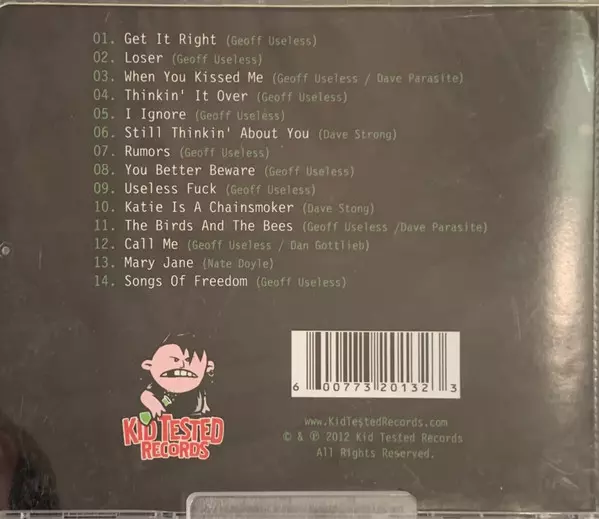 01. Get It Right (Geoff Useless)
02. Loser (Geoff Useless)
03. When You Kissed Me (Geoff Useless / Dave Parasite)
04. Thinkin' It Over (Geoff Useless)
05. I Ignore (Geoff Useless)
06. Still Thinkin' About You (Dave Strong)
07. Rumors (Geoff Useless)
08. You Better Beware (Geoff Useless)
09. Useless Fuck (Geoff Useless)
10. Katie Is A Chainsmoker (Dave Stong)
11. The Birds And The Bees (Geoff Useless /Dave Parasite)
12. Call Me (Geoff Useless / Dan Gottlieb)
13. Mary Jane (Nate Doyle)
14. Songs Of Freedom (Geoff Useless)
6 00773 20132 3
KID TESTED
RECORDS
www.KidTestedRecords.com
© & ℗ 2012 Kid Tested Records
All Rights Reserved.